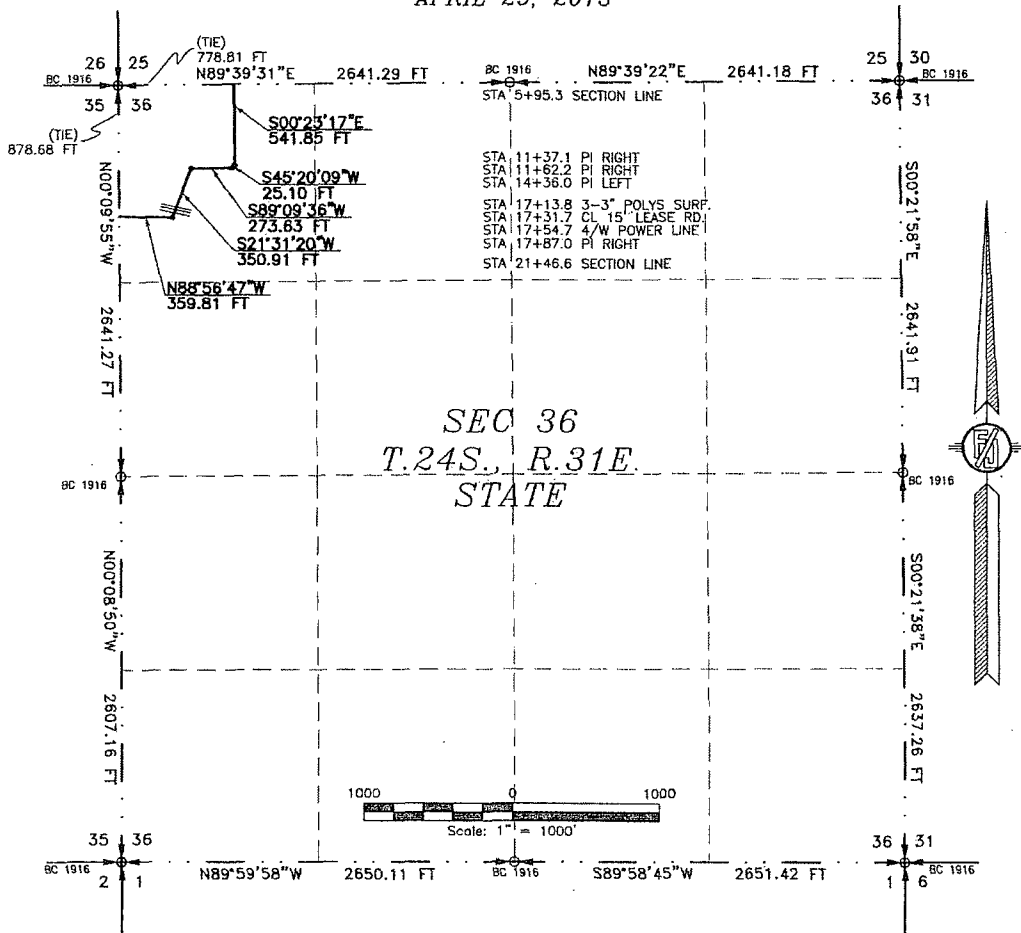 APRIL 25, 2013
(TIE)
778.81 FT
26 25
BC 1916
N89°39'31"E 2641.29 FT
BC 1916
N89°39'22"E 2641.18 FT
25 30
BC 1916
35 36
STA 5+95.3 SECTION LINE
36 31
(TIE)
878.68 FT
S00°23'17"E
541.85 FT
S45°20'09"W
25.10 FT
S89°09'36"W
273.63 FT
S21°31'20"W
350.91 FT
N88°56'47"W
359.81 FT
STA 11+37.1 PI RIGHT
STA 11+62.2 PI RIGHT
STA 14+36.0 PI LEFT
STA 17+13.8 3-3" POLYS SURF.
STA 17+31.7 CL 15' LEASE RD.
STA 17+54.7 4/W POWER LINE
STA 17+87.0 PI RIGHT
STA 21+46.6 SECTION LINE
N00°09'55"W
2641.27 FT
S00°21'58"E
2641.91 FT
SEC 36
T.24S., R.31E.
STATE
BC 1916
BC 1916
N00°08'50"W
2607.16 FT
S00°21'38"E
2637.26 FT
1000 0 1000
Scale: 1" = 1000'
35 36
BC 1916
2 1
N89°59'58"W 2650.11 FT
BC 1916
S89°58'45"W 2651.42 FT
36 31
BC 1916
1 6